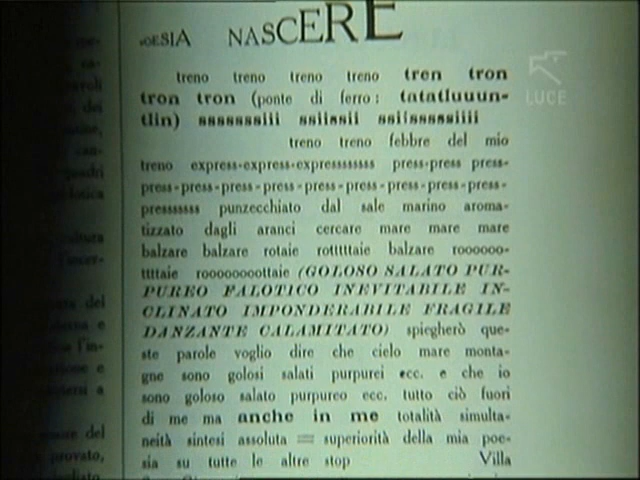 POESIA NASCERE
treno treno treno treno tren tron
tron tron (ponte di ferro: tatatluuun-
tlin) sssssssiii ssiissii ssiisssssiiii
treno treno febbre del mio
treno express-express-expressssssss press-press press-
press-press-press-press-press-press-press-press-press-
pressssssss punzecchiato dal sale marino aroma-
tizzato dagli aranci cercare mare mare mare
balzare balzare rotaie rottttttaie balzare roooooo-
ttttaie rooooooooottaie (GOLOSO SALATO PUR-
PUREO FALOTICO INEVITABILE IN-
CLINATO IMPONDERABILE FRAGILE
DANZANTE CALAMITATO) spiegherò que-
ste parole voglio dire che cielo mare monta-
gne sono golosi salati purpurei ecc. e che io
sono goloso salato purpureo ecc. tutto ciò fuori
di me ma anche in me totalità simulta-
neità sintesi assoluta = superiorità della mia poe-
sia su tutte le altre stop Villa
LUCE